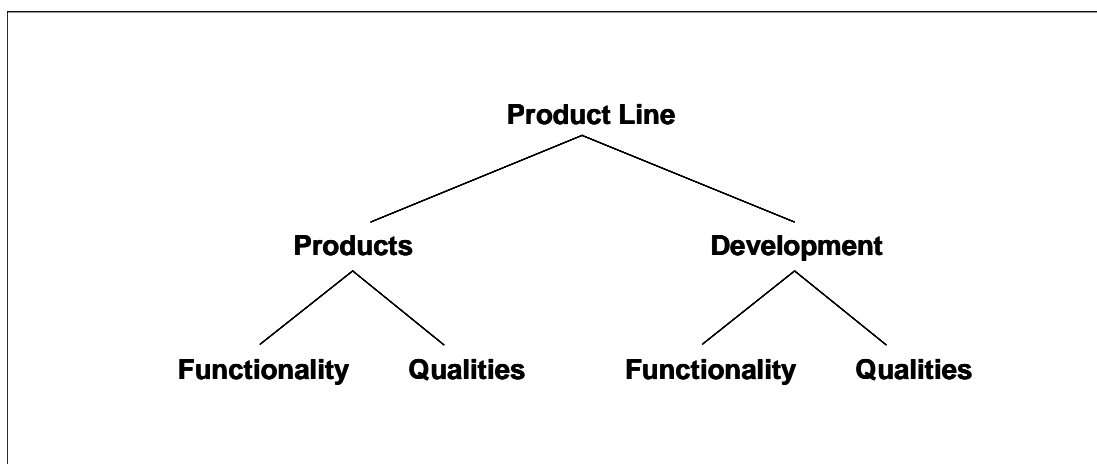 Product Line
Products Development
Functionality Qualities Functionality Qualities